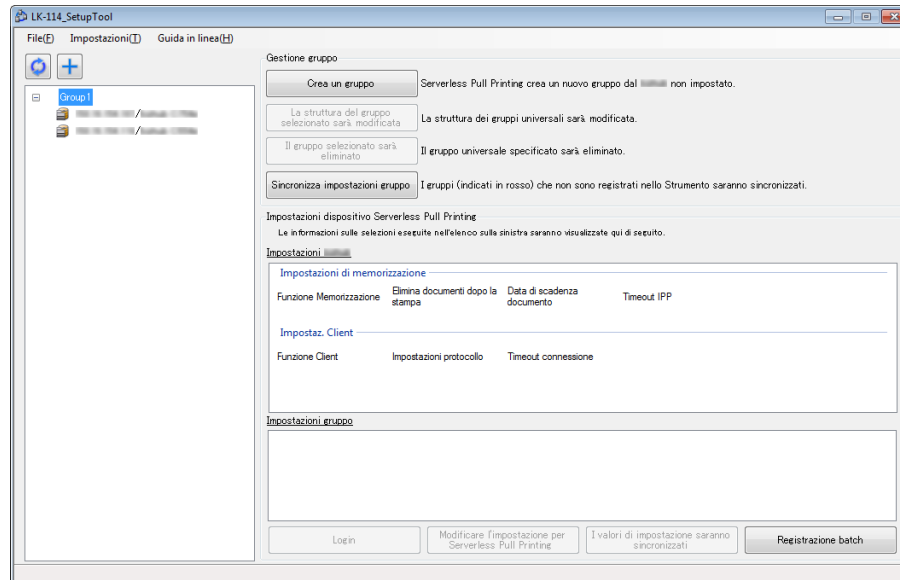 LK-114_SetupTool
File(F) Impostazioni(T) Guida in linea(H)
Gestione gruppo
Crea un gruppo
Serverless Pull Printing crea un nuovo gruppo dal non impostato.
Group1
/
/
La struttura del gruppo
selezionato sarà modificata
La struttura dei gruppi universali sarà modificata.
Il gruppo selezionato sarà
eliminato
Il gruppo universale specificato sarà eliminato.
Sincronizza impostazioni gruppo
I gruppi (indicati in rosso) che non sono registrati nello Strumento saranno sincronizzati.
Impostazioni dispositivo Serverless Pull Printing
Le informazioni sulle selezioni eseguite nell'elenco sulla sinistra saranno visualizzate qui di seguito.
Impostazioni
Impostazioni di memorizzazione
Funzione Memorizzazione
Elimina documenti dopo la
stampa
Data di scadenza
documento
Timeout IPP
Impostaz. Client
Funzione Client
Impostazioni protocollo
Timeout connessione
Impostazioni gruppo
Login
Modificare l'impostazione per
Serverless Pull Printing
I valori di impostazione saranno
sincronizzati
Registrazione batch